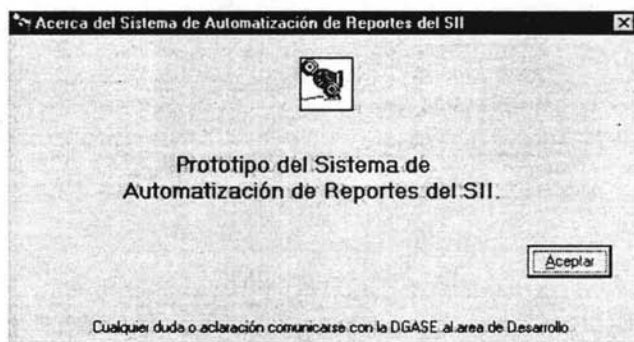 Acerca del Sistema de Automatización de Reportes del SII
Prototipo del Sistema de
Automatización de Reportes del SII.
Aceptar
Cualquier duda o aclaración comunicarse con la DGASE al area de Desarrollo